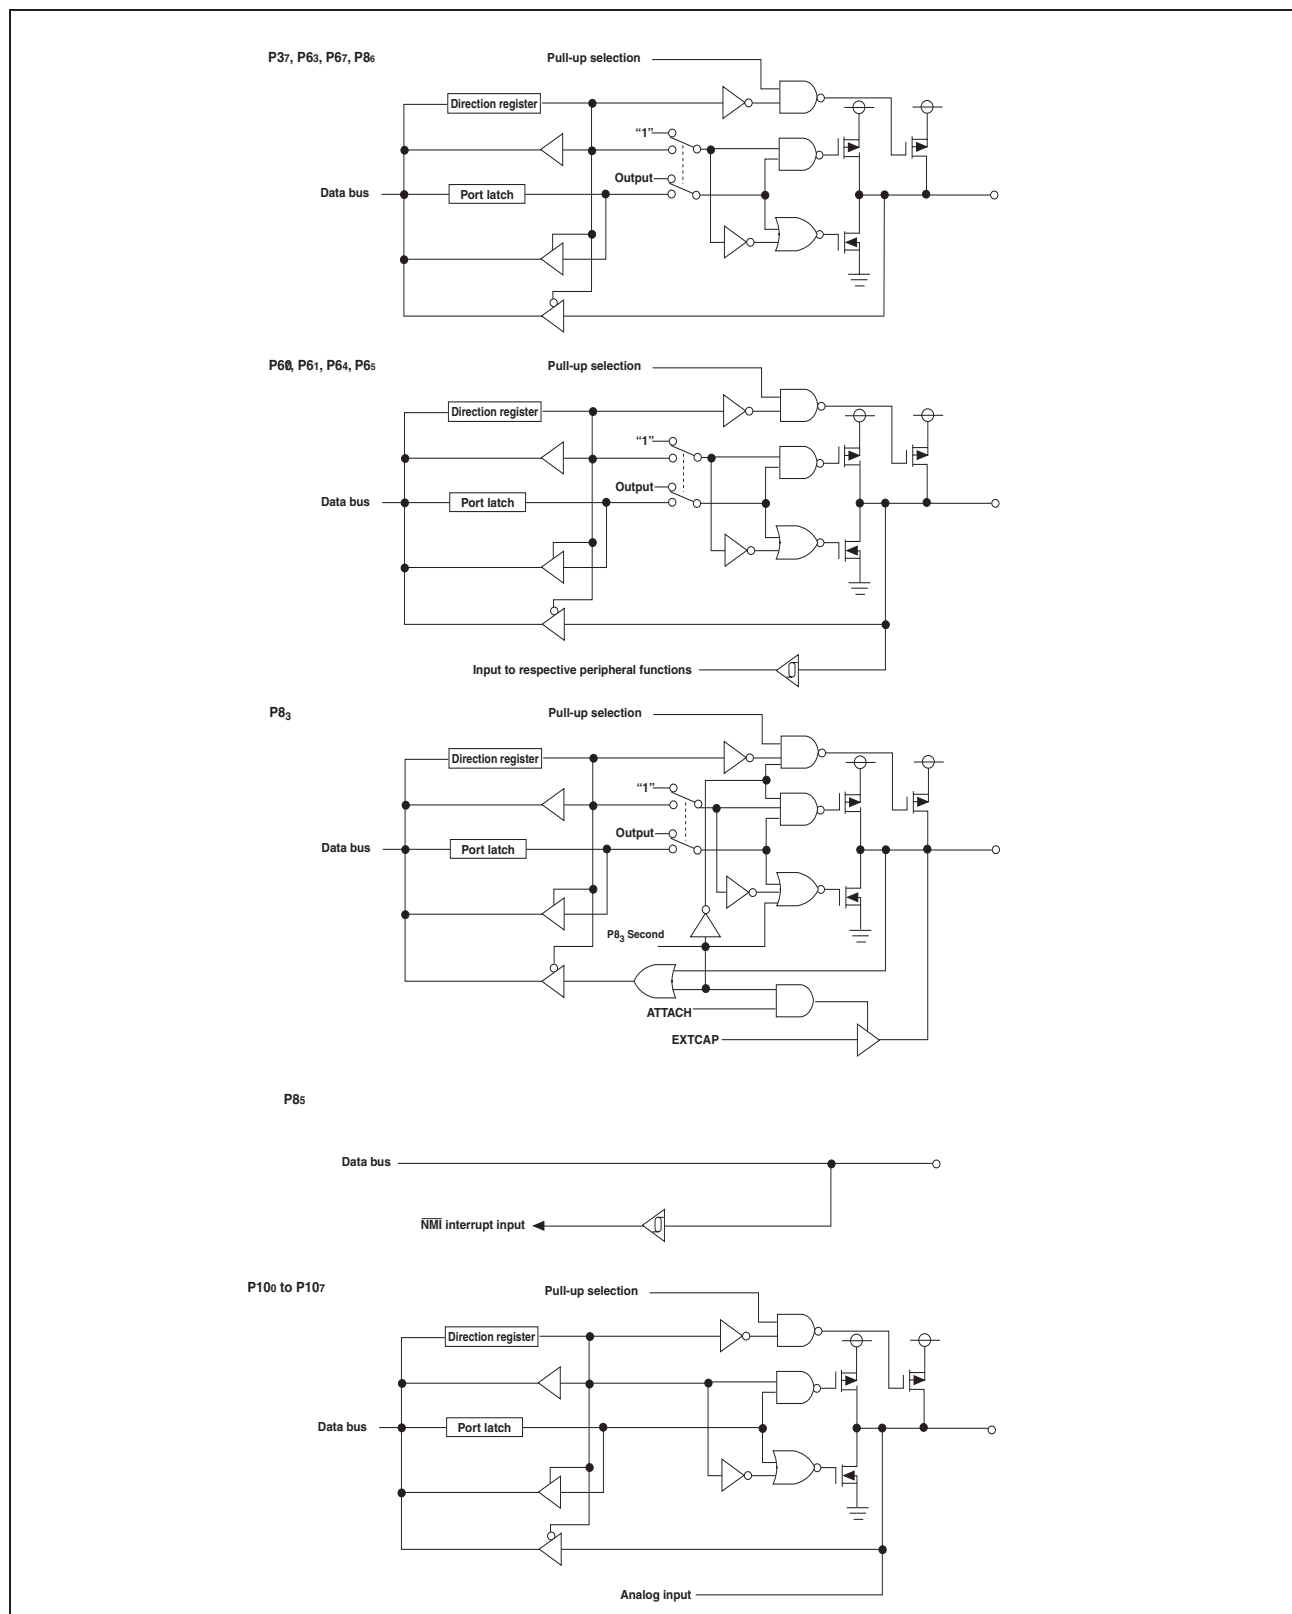 P37, P63, P67, P86
Pull-up selection
Direction register
“1”
Output
Data bus
Port latch
P60, P61, P64, P65
Pull-up selection
Direction register
“1”
Output
Data bus
Port latch
Input to respective peripheral functions
P83
Pull-up selection
Direction register
“1”
Output
Data bus
Port latch
P83 Second
ATTACH
EXTCAP
P85
Data bus
NMI interrupt input
P100 to P107
Pull-up selection
Direction register
Data bus
Port latch
Analog input